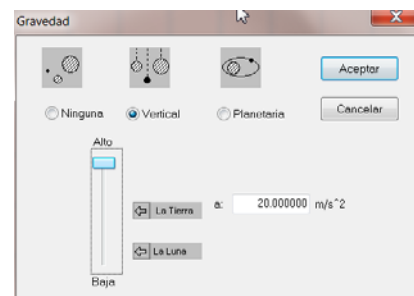 Gravedad
Aceptar
Ninguna Vertical Planetaria Cancelar
Alto
La Tierra a: 20.000000 m/s^2
La Luna
Baja